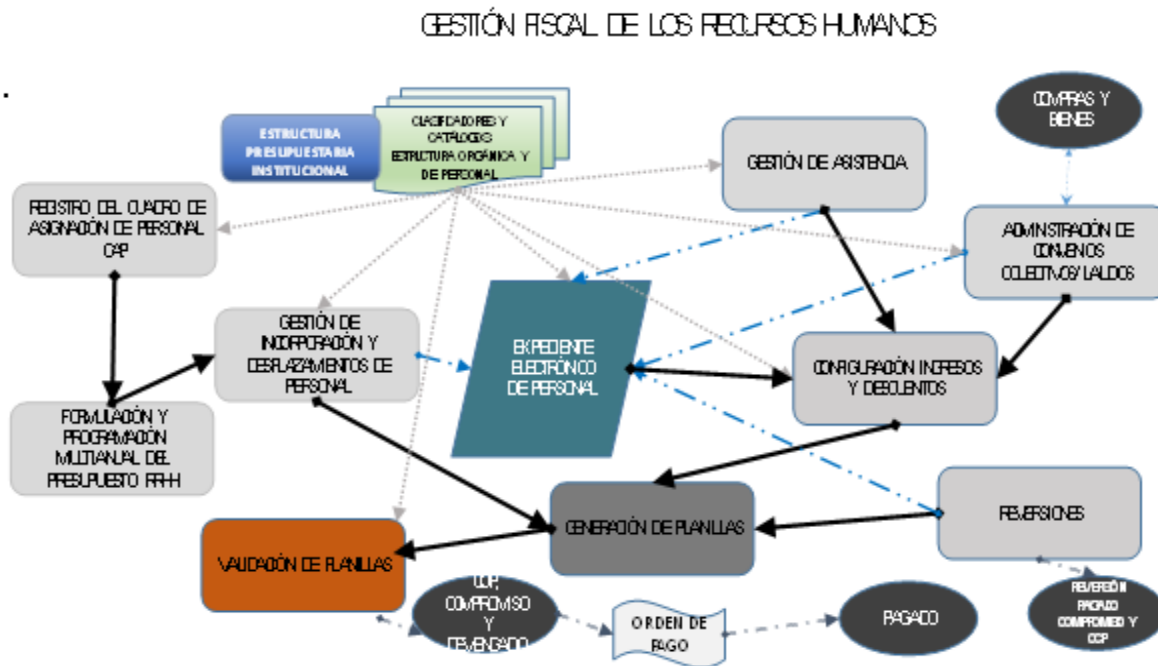 GESTIÓN FISCAL DE LOS RECURSOS HUMANOS
.
COMPRAS Y
BIENES
ESTRUCTURA
PRESUPUESTARIA
INSTITUCIONAL
CLASIFICADORES Y
CATÁLOGOS
ESTRUCTURA ORGÁNICA Y
DE PERSONAL
GESTIÓN DE ASISTENCIA
REGISTRO DEL CUADRO DE
ASIGNACIÓN DE PERSONAL
CAP
ADMINISTRACIÓN DE
CONVENIOS
COLECTIVOS/ LAUDOS
GESTIÓN DE
INCORPORACIÓN Y
DESPLAZAMIENTOS DE
PERSONAL
EXPEDIENTE
ELECTRÓNICO
DE PERSONAL
CONFIGURACIÓN INGRESOS
Y DESCUENTOS
FORMULACIÓN Y
PROGRAMACIÓN
MULTIANUAL DEL
PRESUPUESTO RRHH
GENERACIÓN DE PLANILLAS
REVERSIONES
VALIDACIÓN DE PLANILLAS
CCP,
COMPROMISO
Y
DEVENGADO
ORDEN DE
PAGO
PAGADO
REVERSIÓN
PAGADO
COMPROMISO Y
CCP